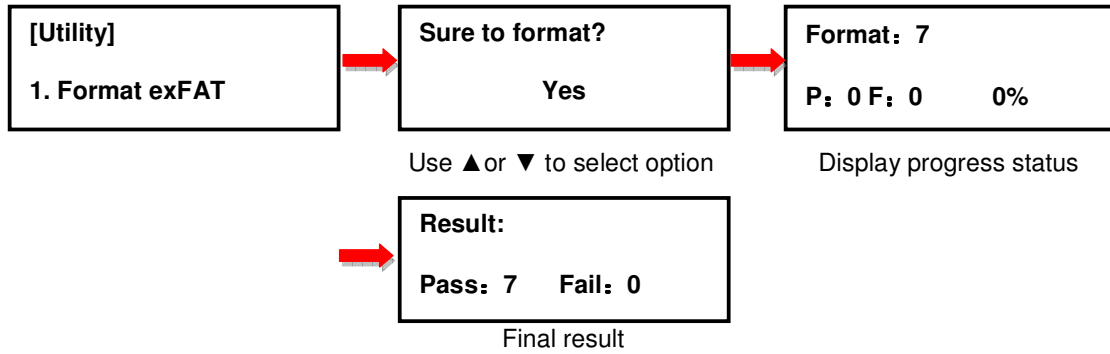 [Utility]
1. Format exFAT
Sure to format?
Yes
Use ▲or ▼ to select option
Format：7
P：0 F：0 0%
Display progress status
Result:
Pass：7 Fail：0
Final result